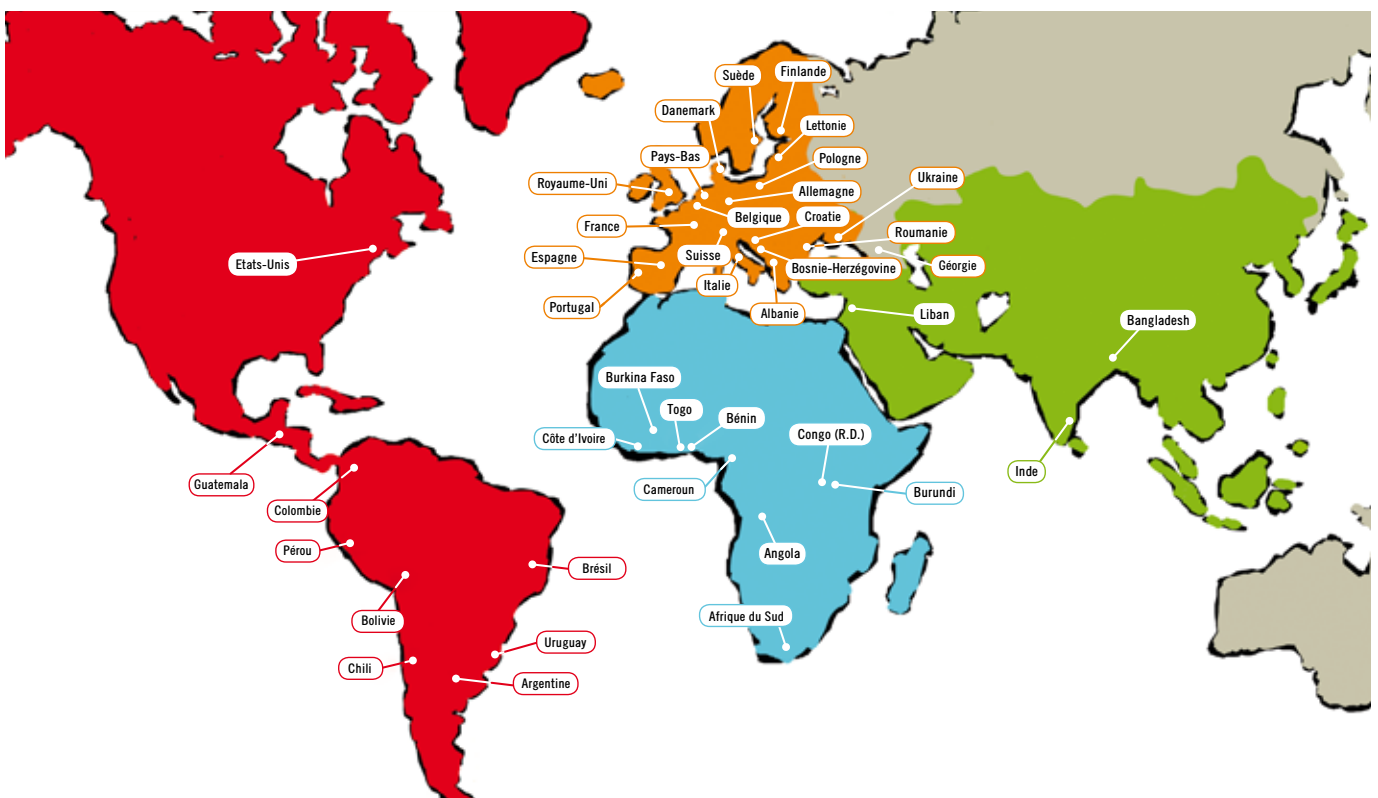 Suède
Finlande
Danemark
Lettonie
Pays-Bas
Pologne
Royaume-Uni
Allemagne
Ukraine
Belgique
Croatie
France
Roumanie
Espagne
Suisse
Bosnie-Herzégovine
Géorgie
Italie
Portugal
Albanie
Etats-Unis
Liban
Bangladesh
Burkina Faso
Togo
Bénin
Côte d'Ivoire
Congo (R.D.)
Inde
Guatemala
Cameroun
Burundi
Colombie
Pérou
Angola
Brésil
Bolivie
Afrique du Sud
Uruguay
Chili
Argentine